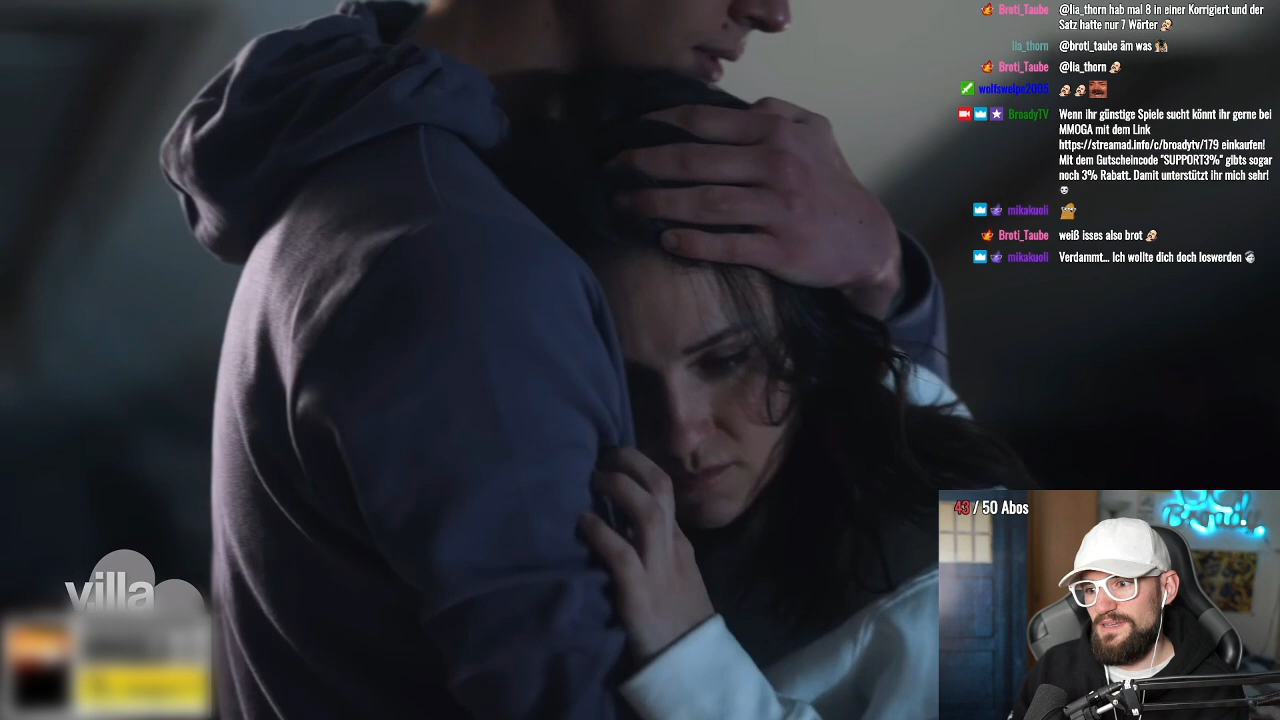 Broti_Taube @lia_thorn hab mal 8 in einer Korrigiert und der
Satz hatte nur 7 Wörter
lia_thorn @broti_taube äm was
Broti_Taube @lia_thorn
wolfswelpe2005
BroadyTV Wenn ihr günstige Spiele sucht könnt ihr gerne bei
MMOGA mit dem Link
https://streamad.info/c/broadytv/179 einkaufen!
Mit dem Gutscheincode "SUPPORT3%" gibts sogar
noch 3% Rabatt. Damit unterstützt ihr mich sehr!
mikakuoli
Broti_Taube weiß isses also brot
mikakuoli Verdammt... Ich wollte dich doch loswerden
43 / 50 Abos
villa